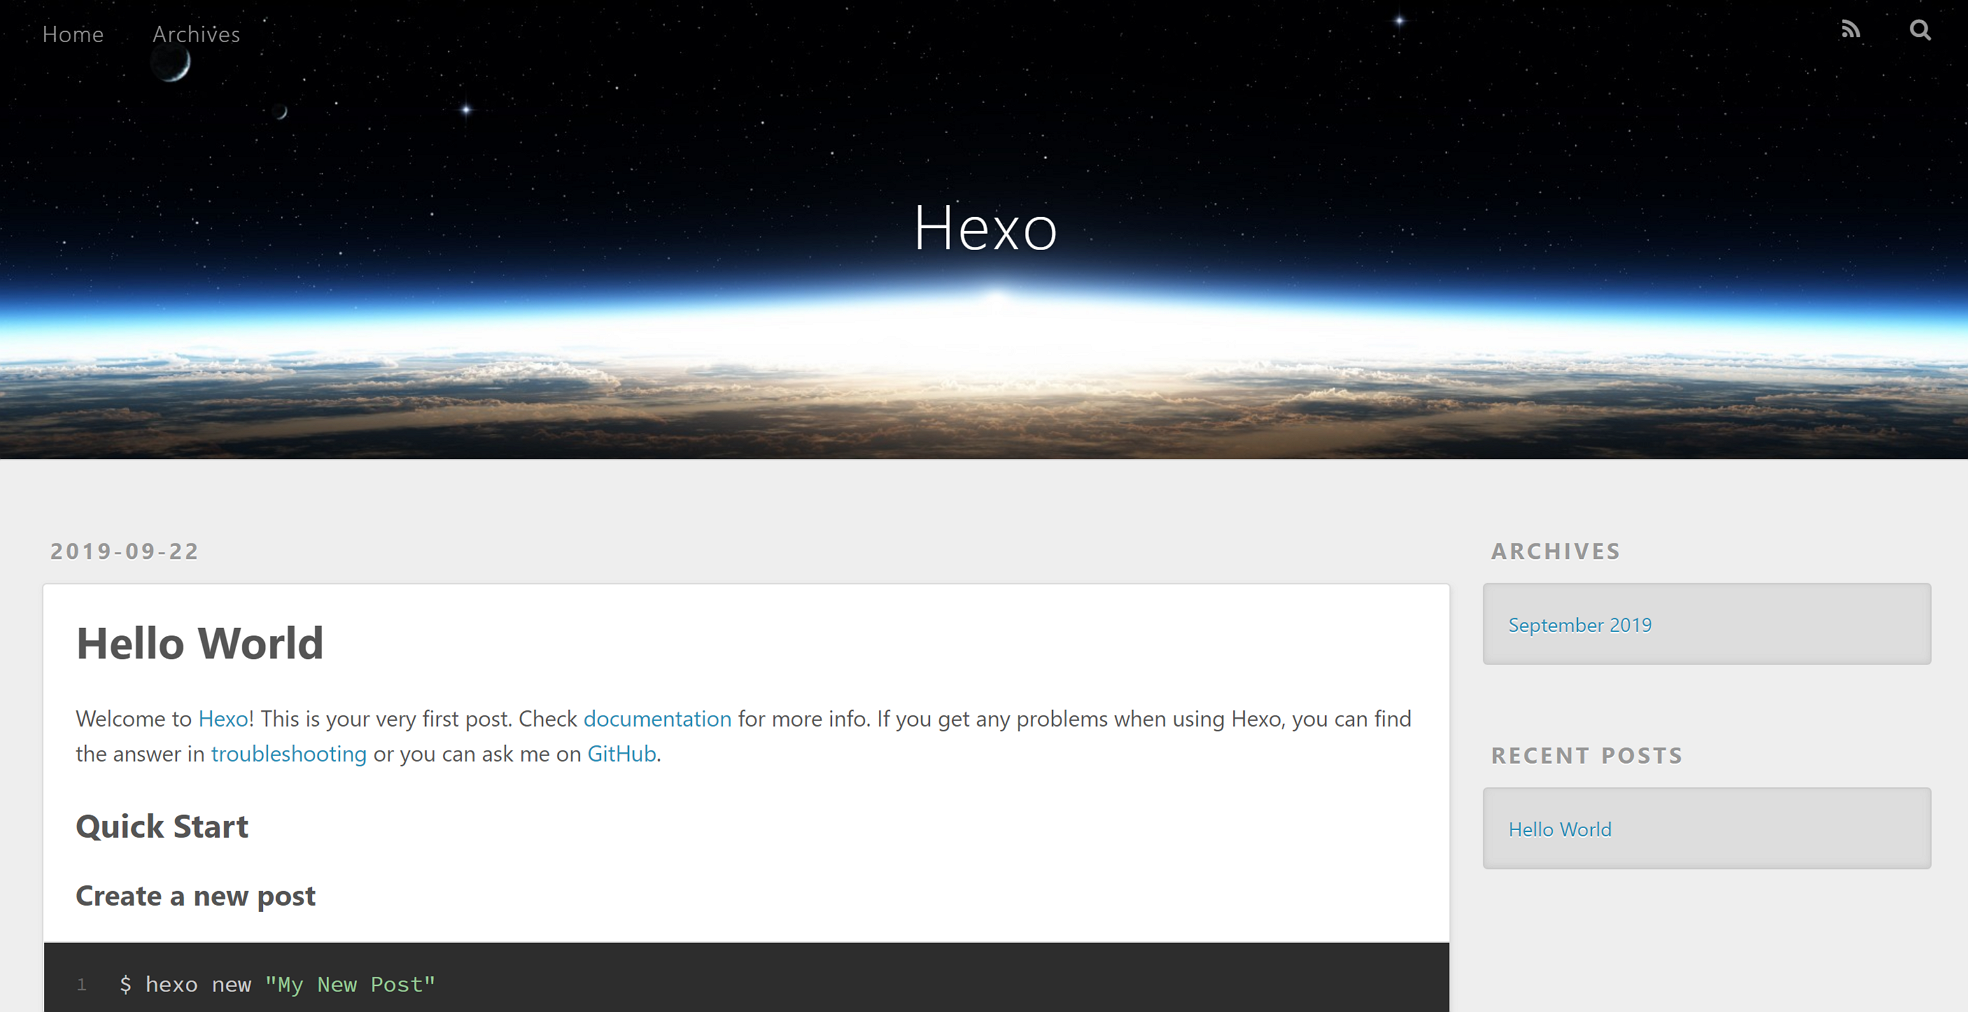 Home Archives
Hexo
2019-09-22
Hello World
Welcome to Hexo! This is your very first post. Check documentation for more info. If you get any problems when using Hexo, you can find
the answer in troubleshooting or you can ask me on GitHub.
Quick Start
Create a new post
1 $ hexo new "My New Post"
ARCHIVES
September 2019
RECENT POSTS
Hello World